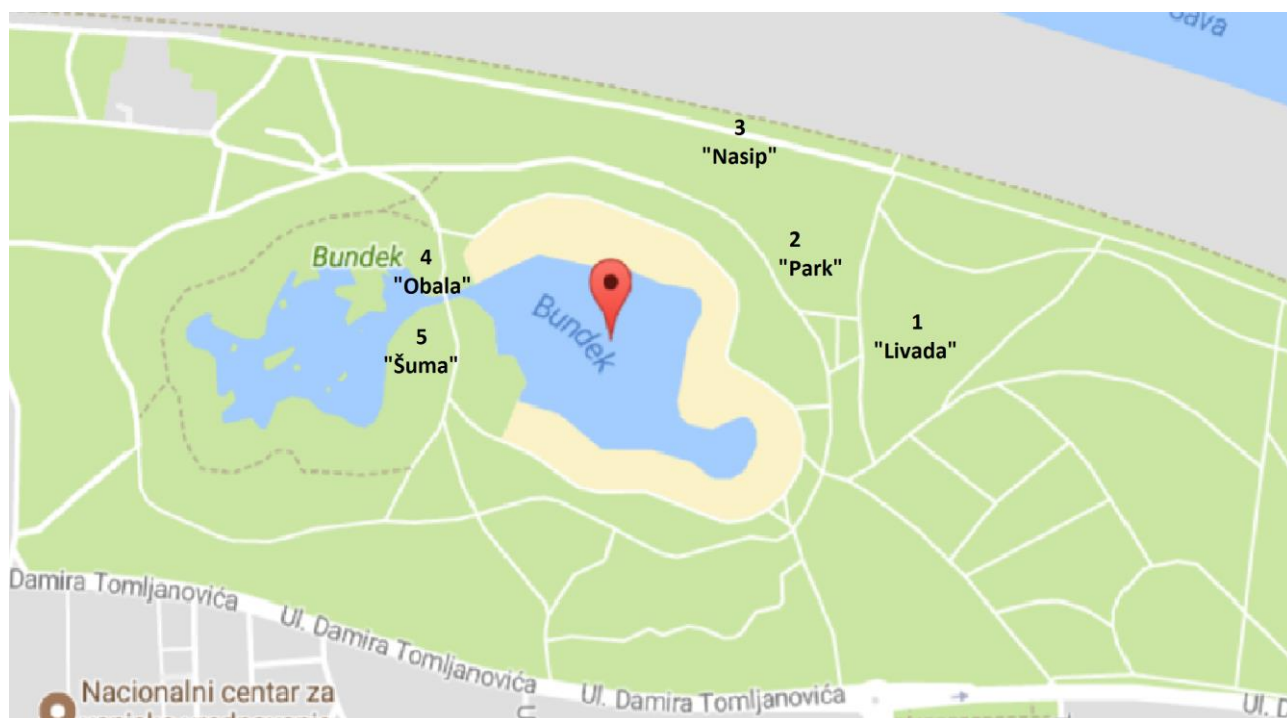 Sava
3
"Nasip"
2
"Park"
Bundek
4
"Obala"
Bundek
1
"Livada"
5
"Šuma"
Damira Tomljanovića
Ul. Damira Tomljanovića
Ul. Damira Tomljanovića
Ul. D
Nacionalni centar za